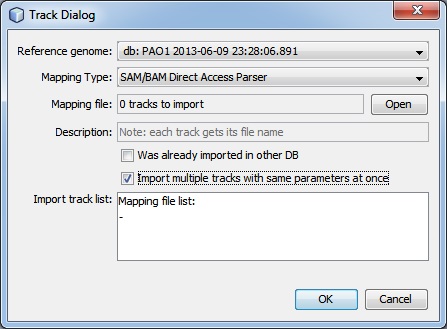 Track Dialog
Reference genome: db: PAO1 2013-06-09 23:28:06.891
Mapping Type: SAM/BAM Direct Access Parser
Mapping file: 0 tracks to import Open
Description: Note: each track gets its file name
Was already imported in other DB
Import multiple tracks with same parameters at once
Import track list: Mapping file list:
-
OK Cancel